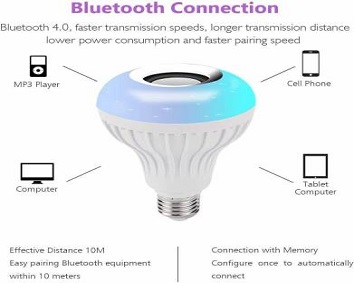 Bluetooth Connection
Bluetooth 4.0, faster transmission speeds, longer transmission distance
lower power consumption and faster pairing speed
MP3 Player
Cell Phone
Computer
Tablet
Computer
Effective Distance 10M
Easy pairing Bluetooth equipment
within 10 meters
Connection with Memory
Configure once to automatically
connect